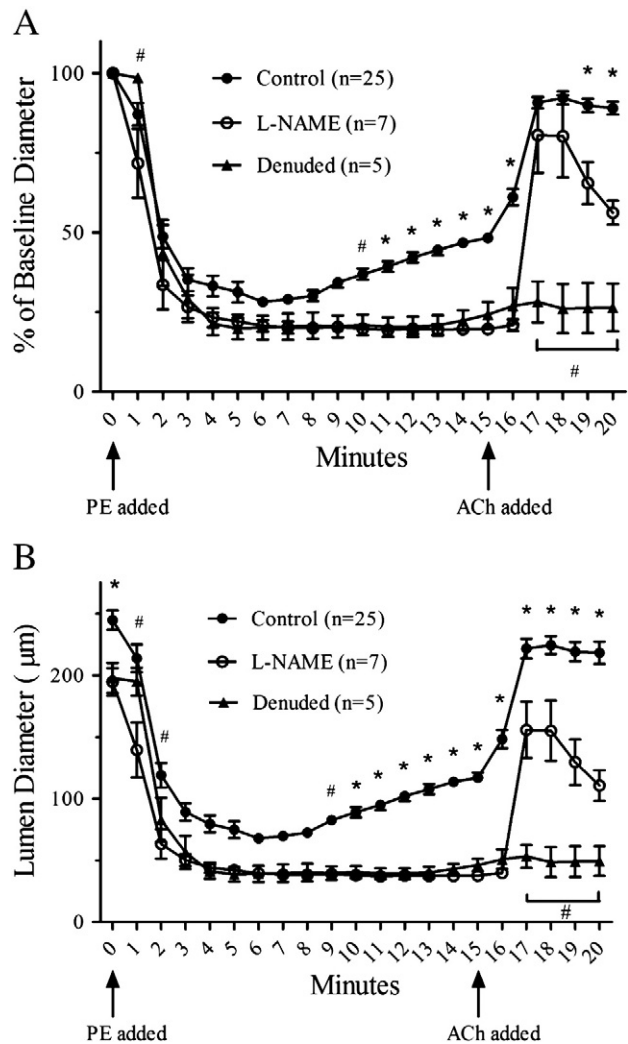 A
% of Baseline Diameter
100
50
0
#
Control (n=25)
L-NAME (n=7)
Denuded (n=5)
# * * * * * * * *
#
0 1 2 3 4 5 6 7 8 9 10 11 12 13 14 15 16 17 18 19 20
Minutes
PE added
ACh added
B
Lumen Diameter ( μm)
200
100
0
* # #
Control (n=25)
L-NAME (n=7)
Denuded (n=5)
# * * * * * * * * * * *
#
0 1 2 3 4 5 6 7 8 9 10 11 12 13 14 15 16 17 18 19 20
Minutes
PE added
ACh added